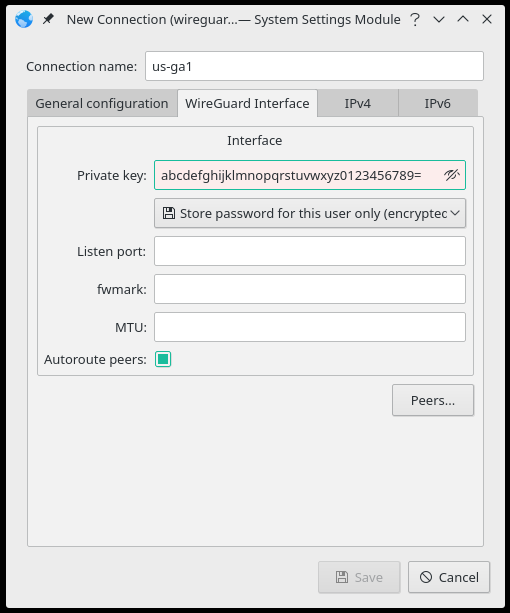 New Connection (wireguar...— System Settings Module
Connection name: us-ga1
General configuration WireGuard Interface IPv4 IPv6
Interface
Private key: abcdefghijklmnopqrstuvwxyz0123456789=
Store password for this user only (encrypted
Listen port:
fwmark:
MTU:
Autoroute peers:
Peers...
Save Cancel